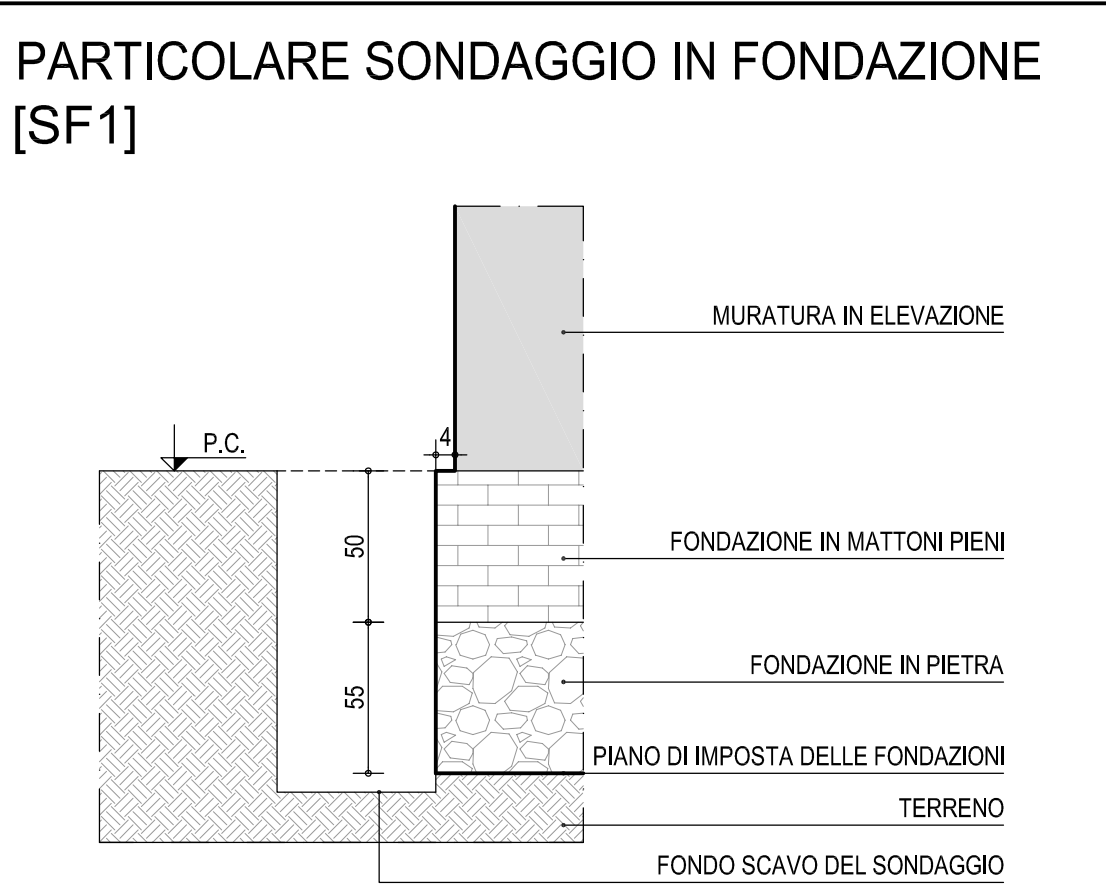 PARTICOLARE SONDAGGIO IN FONDAZIONE
[SF1]
MURATURA IN ELEVAZIONE
P.C.
4
50
FONDAZIONE IN MATTONI PIENI
55
FONDAZIONE IN PIETRA
PIANO DI IMPOSTA DELLE FONDAZIONI
TERRENO
FONDO SCAVO DEL SONDAGGIO